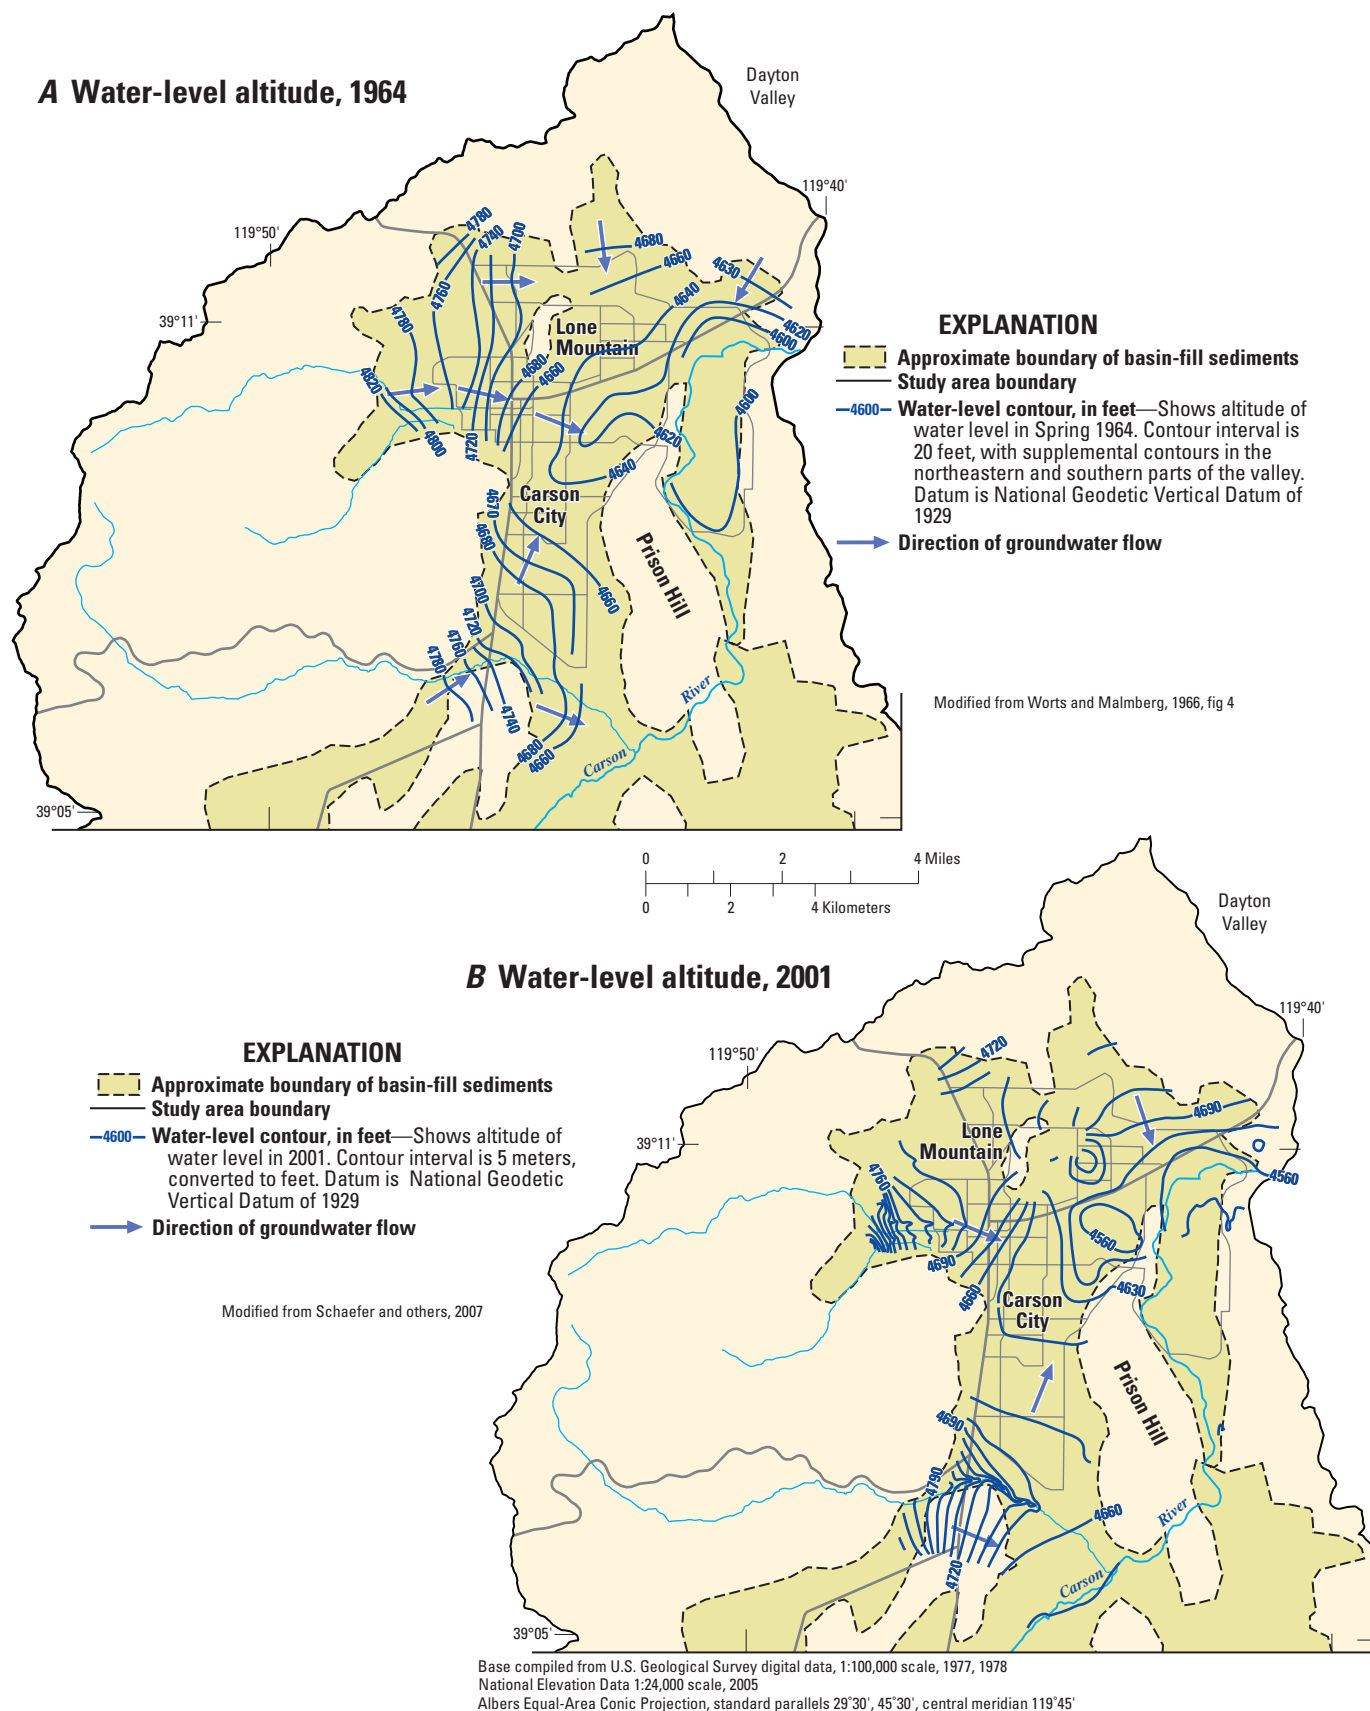 A Water-level altitude, 1964
Dayton
Valley
119°40'
119°50'
39°11'
39°05'
4780
4740
4700
4680
4660
4630
4640
4760
4780
4620
4600
Lone
Mountain
4680
4660
4820
4800
4720
4600
4620
4640
Carson
City
4670
4680
Prison Hill
4700
4660
4720
4760
4780
4740
4680
4660
River
Carson
EXPLANATION
Approximate boundary of basin-fill sediments
Study area boundary
4600 Water-level contour, in feet—Shows altitude of
water level in Spring 1964. Contour interval is
20 feet, with supplemental contours in the
northeastern and southern parts of the valley.
Datum is National Geodetic Vertical Datum of
1929
Direction of groundwater flow
Modified from Worts and Malmberg, 1966, fig 4
0 2 4 Miles
0 2 4 Kilometers
B Water-level altitude, 2001
Dayton
Valley
119°40'
119°50'
39°11'
39°05'
EXPLANATION
Approximate boundary of basin-fill sediments
Study area boundary
4600 Water-level contour, in feet—Shows altitude of
water level in 2001. Contour interval is 5 meters,
converted to feet. Datum is National Geodetic
Vertical Datum of 1929
Direction of groundwater flow
Modified from Schaefer and others, 2007
4720
4690
Lone
Mountain
4760
4560
4560
4690
4660
4630
Carson
City
Prison Hill
4690
4790
4660
4720
River
Carson
Base compiled from U.S. Geological Survey digital data, 1:100,000 scale, 1977, 1978
National Elevation Data 1:24,000 scale, 2005
Albers Equal-Area Conic Projection, standard parallels 29°30', 45°30', central meridian 119°45'